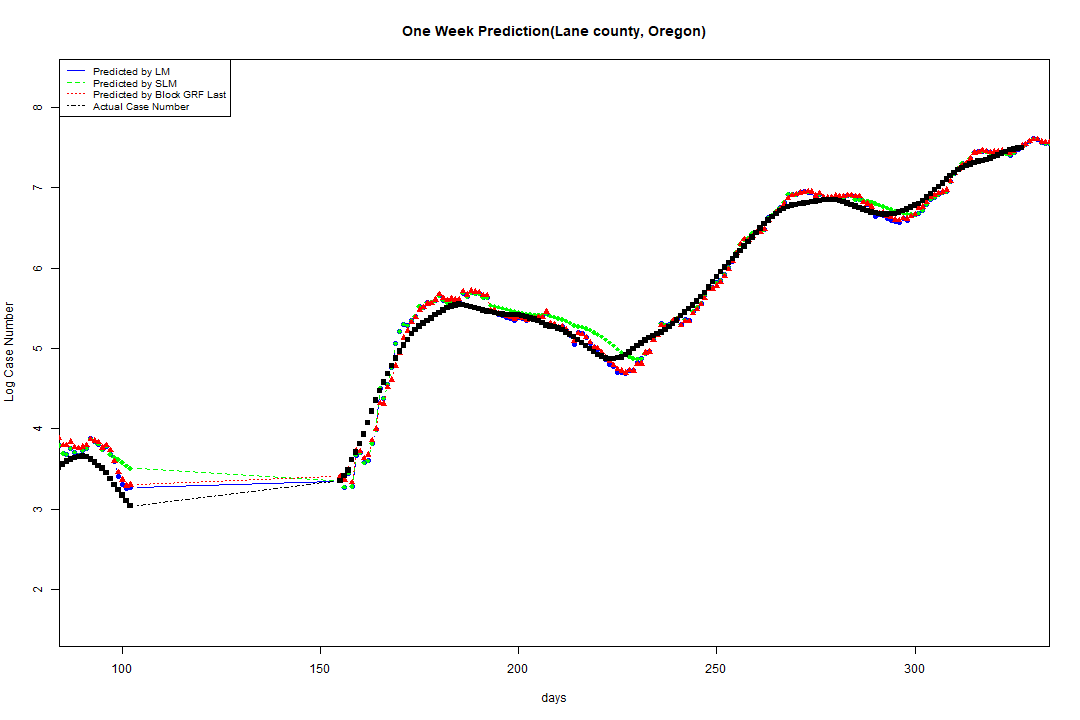 One Week Prediction(Lane county, Oregon)
Predicted by LM
Predicted by SLM
Predicted by Block GRF Last
Actual Case Number
8
7
6
5
4
3
2
Log Case Number
100 150 200 250 300
days